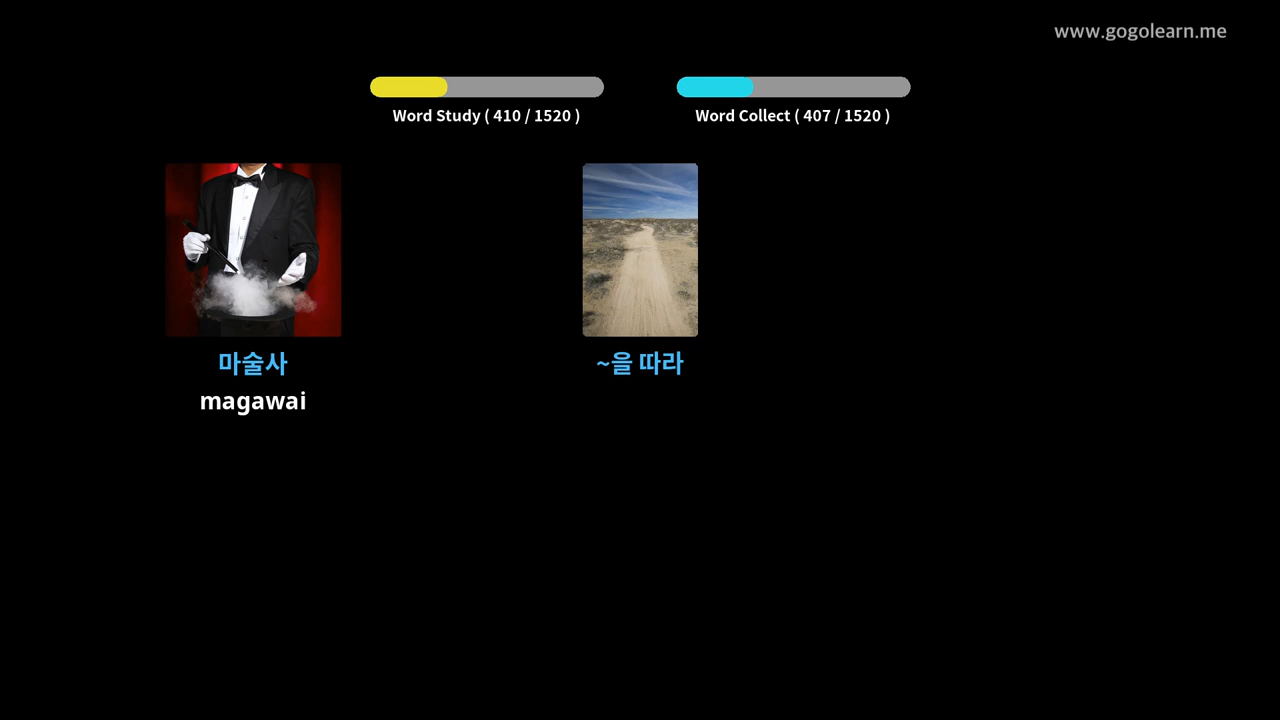 www.gogolearn.me
Word Study ( 410 / 1520 )
Word Collect ( 407 / 1520 )
마술사
magawai
~을 따라